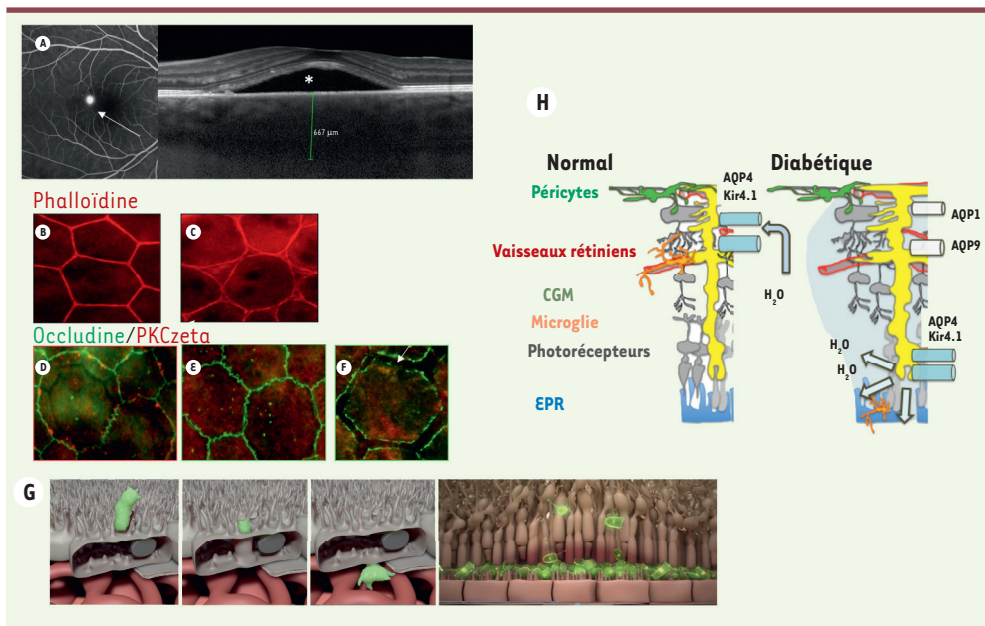 A
*
667 µm
Phalloïdine
B
C
Occludine/PKCzeta
D
E
F
G
H
Normal
Diabétique
Péricytes
AQP4
Kir4.1
AQP1
Vaisseaux rétiniens
AQP9
H2O
CGM
Microglie
Photorécepteurs
AQP4
Kir4.1
H2O
H2O
EPR